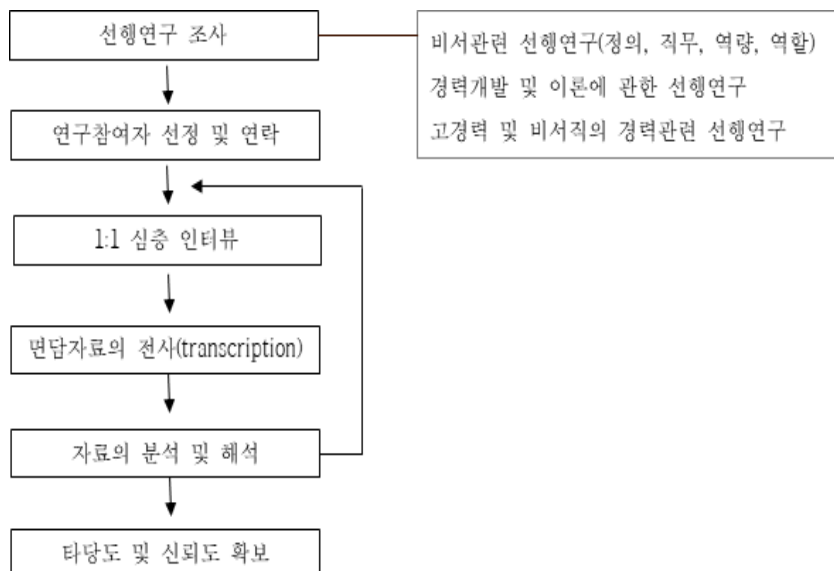 선행연구 조사
비서관련 선행연구(정의, 직무, 역량, 역할)
경력개발 및 이론에 관한 선행연구
고경력 및 비서직의 경력관련 선행연구
연구참여자 선정 및 연락
1:1 심층 인터뷰
면담자료의 전사(transcription)
자료의 분석 및 해석
타당도 및 신뢰도 확보